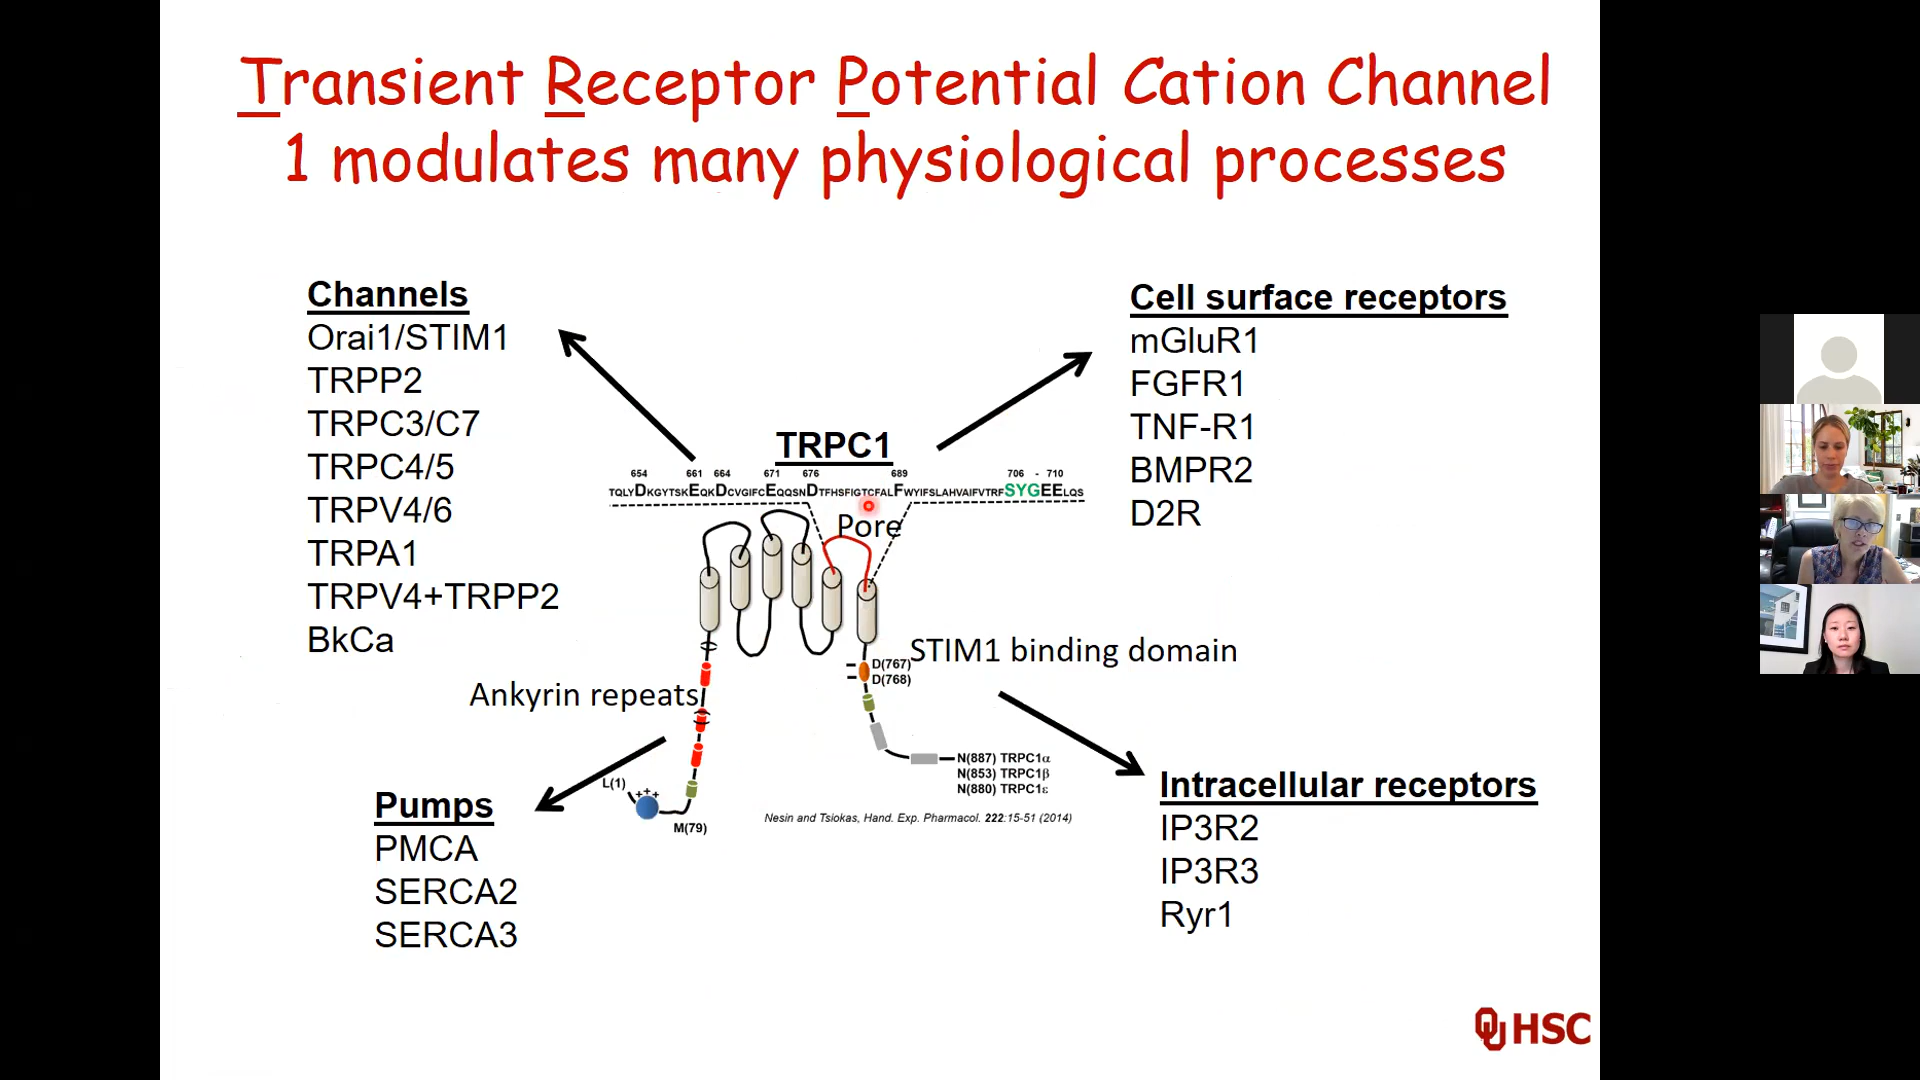 Transient Receptor Potential Cation Channel
1 modulates many physiological processes
Channels
Orai1/STIM1
TRPP2
TRPC3/C7
TRPC4/5
TRPV4/6
TRPA1
TRPV4+TRPP2
BkCa
Cell surface receptors
mGluR1
FGFR1
TNF-R1
BMPR2
D2R
TRPC1
654 661 664 671 676 689 706 - 710
TQLYDKGYTSKEQKDCVGIFCEQQSNDTFHSFIGTCFALFWYIFSLAHVAIFVTRFSYGEELQS
Pore
STIM1 binding domain
D(767)
D(768)
Ankyrin repeats
L(1)
+++
M(79)
N(887) TRPC1α
N(853) TRPC1β
N(880) TRPC1ε
Nesin and Tsiokas, Hand. Exp. Pharmacol. 222:15-51 (2014)
Pumps
PMCA
SERCA2
SERCA3
Intracellular receptors
IP3R2
IP3R3
Ryr1
OU HSC